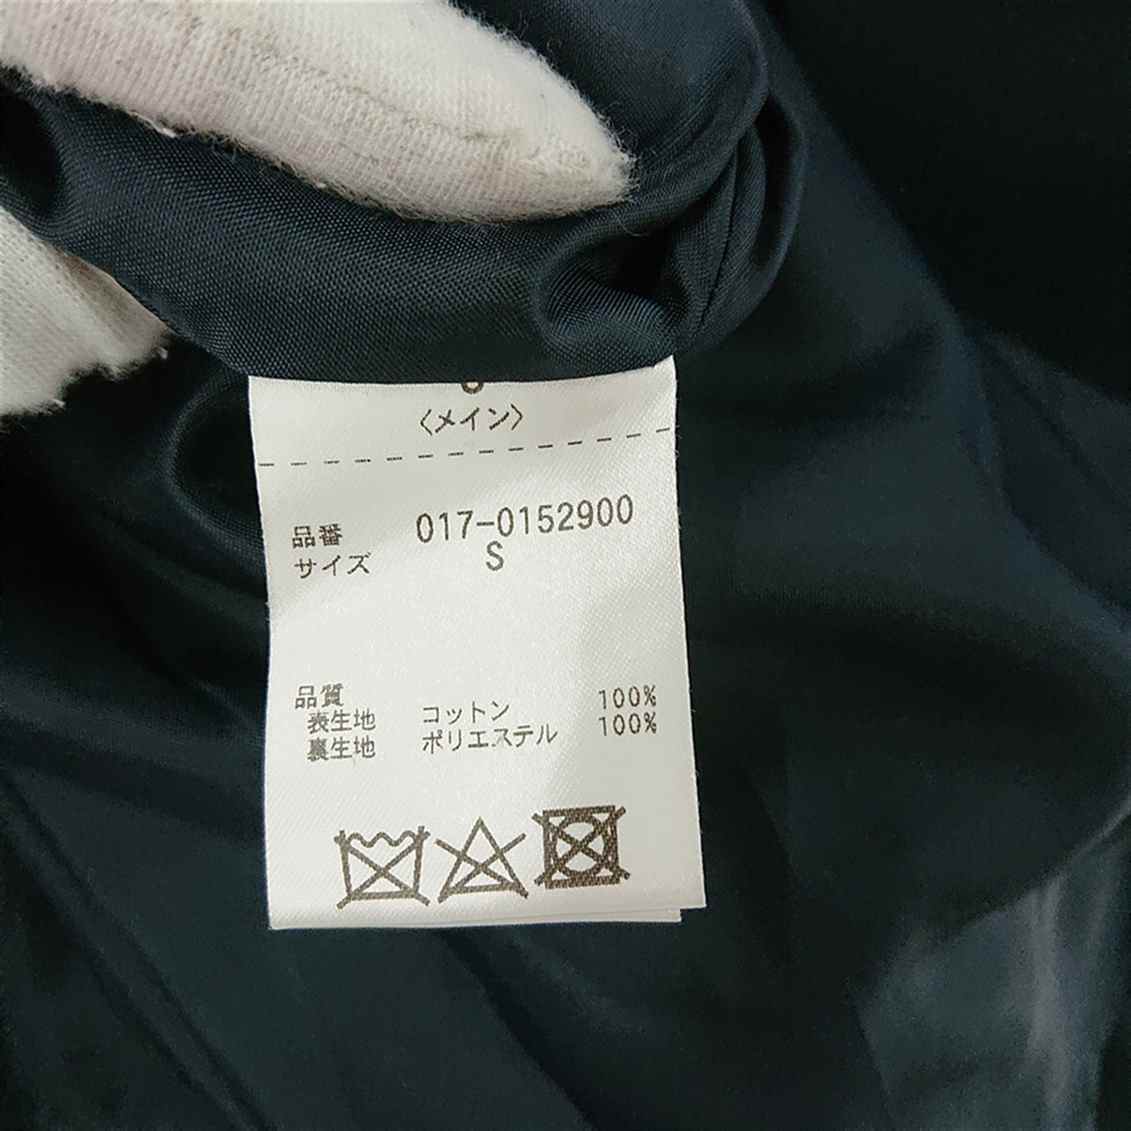 〈メイン〉
品番 017-0152900
サイズ S
品質
表生地 コットン 100%
裏生地 ポリエステル 100%